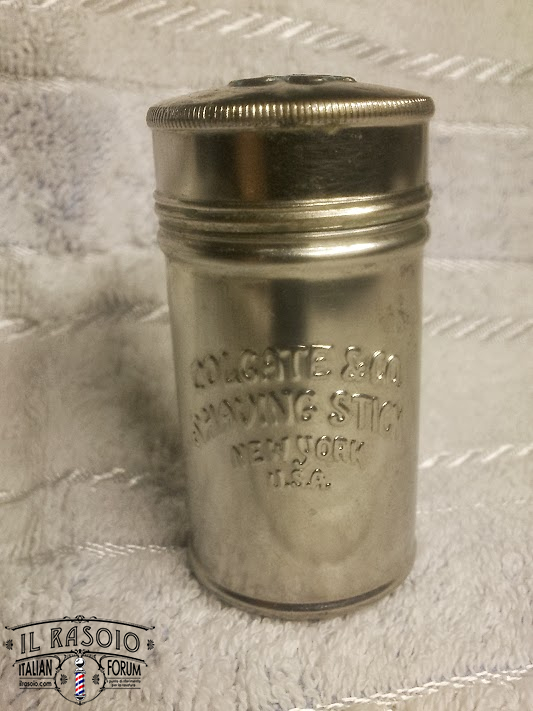 COLGATE & CO.
SHAVING STICK
NEW YORK
U.S.A.
IL RASOIO
ITALIAN FORUM
ilrasoio.com